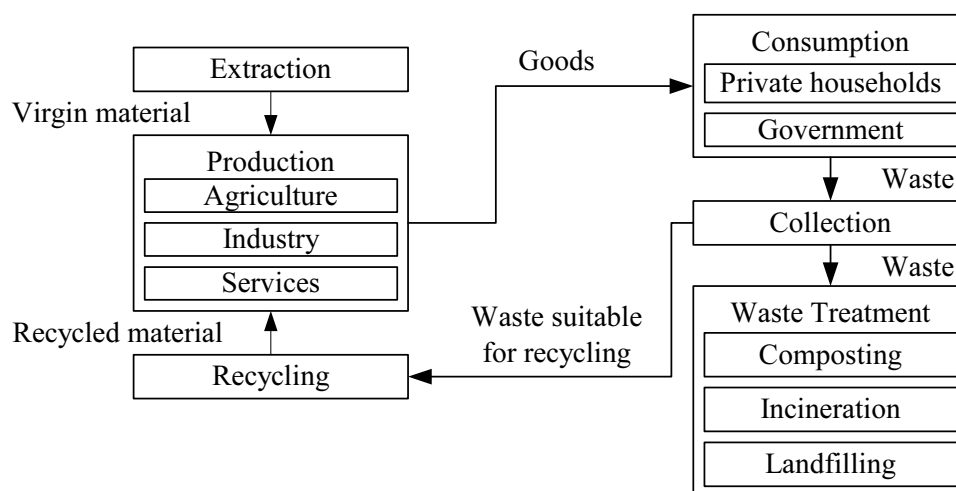 Extraction
Virgin material
Production
Agriculture
Industry
Services
Recycled material
Recycling
Goods
Consumption
Private households
Government
Waste
Collection
Waste
Waste suitable
for recycling
Waste Treatment
Composting
Incineration
Landfilling